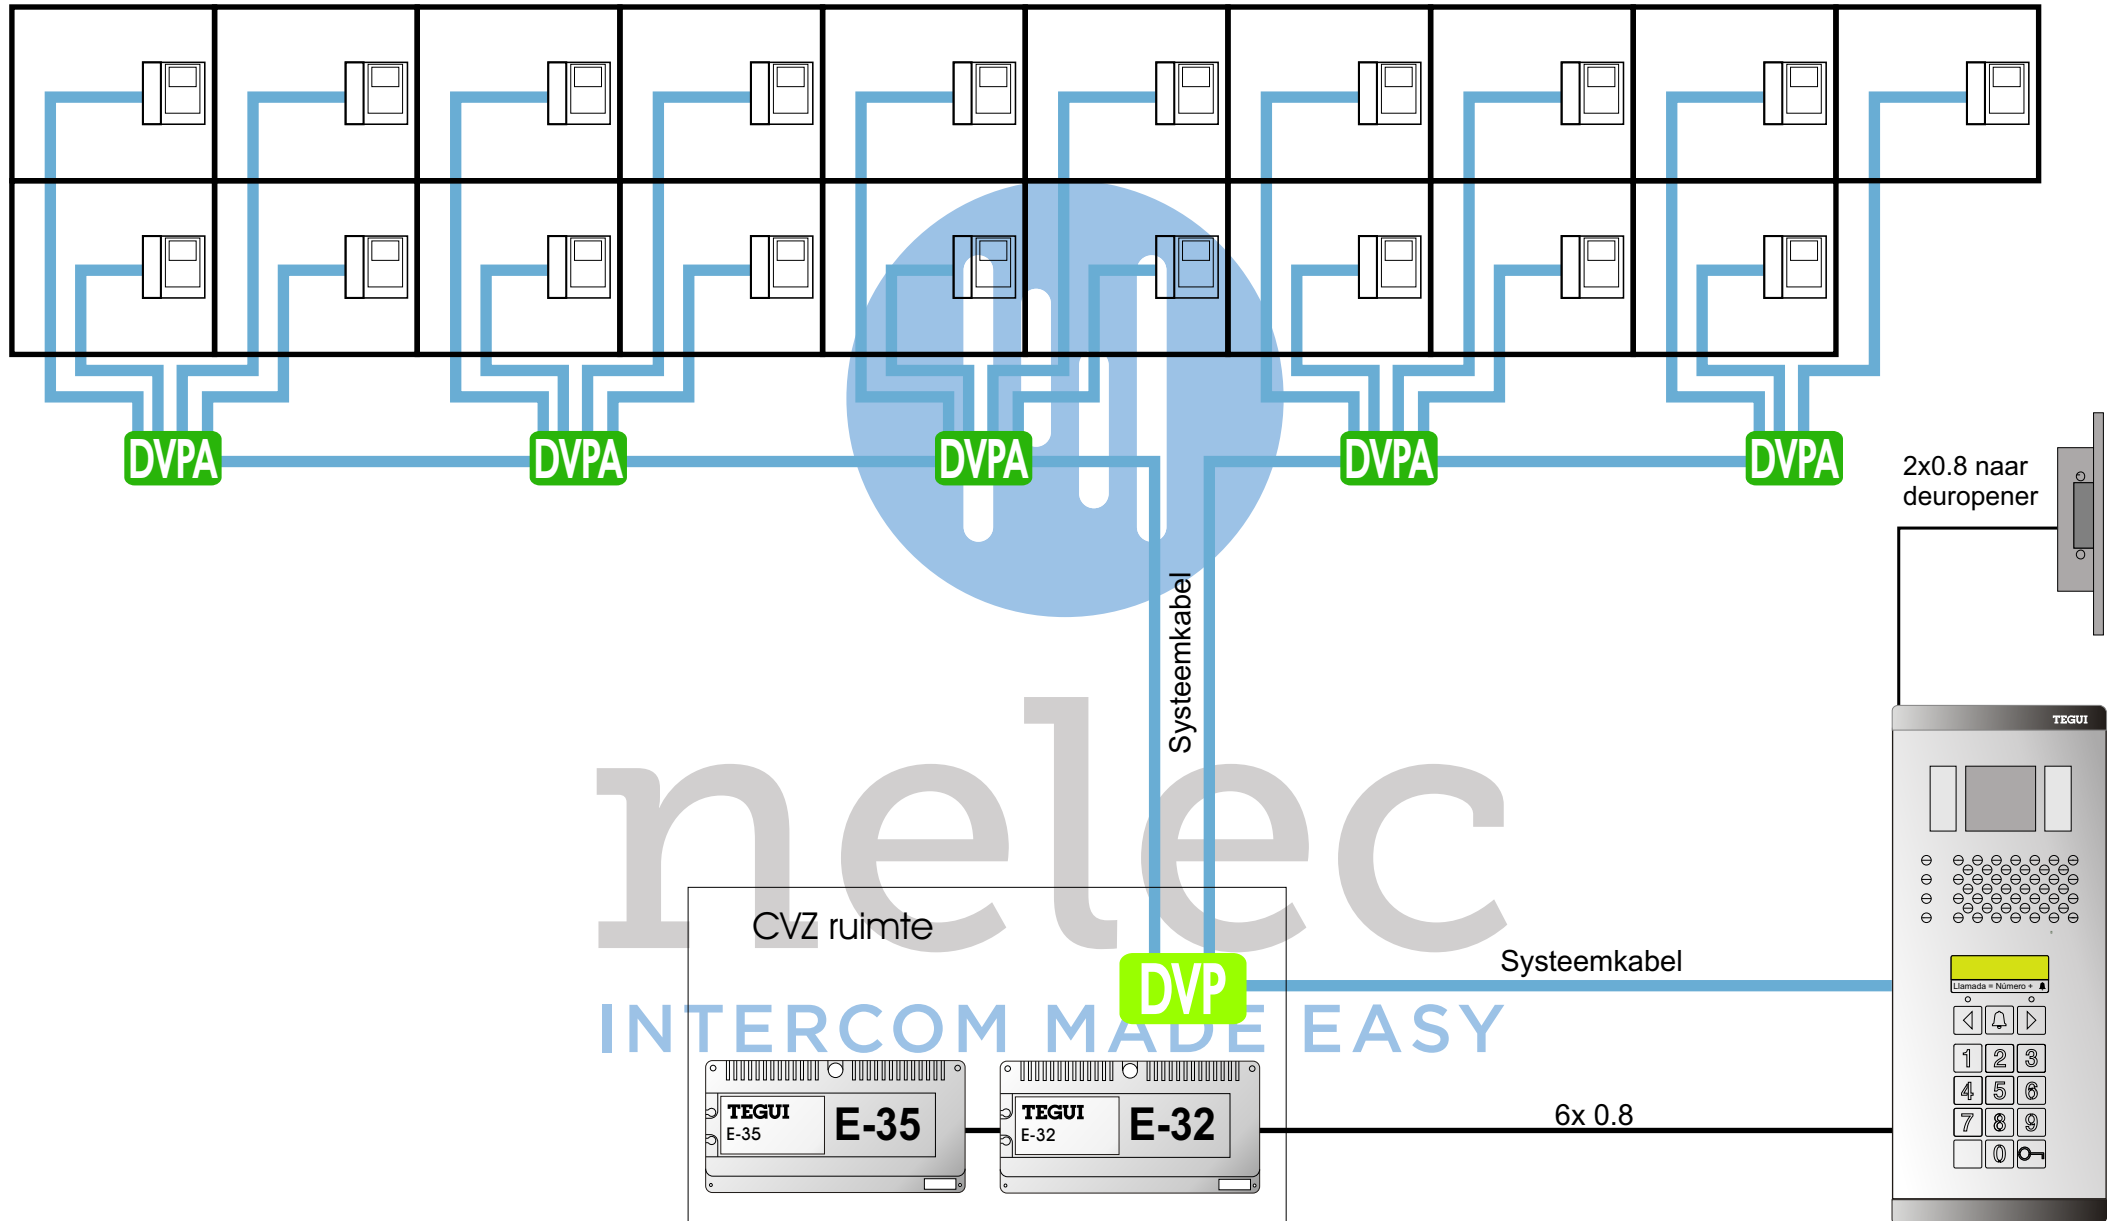 DVPA
DVPA
DVPA
DVPA
DVPA
2x0.8 naar
deuropener
Systeemkabel
TEGUI
nelec
CVZ ruimte
Systeemkabel
DVP
Llamada = Número +
INTERCOM MADE EASY
1 2 3
4 5 6
7 8 9
0
TEGUI
E-35
E-35
TEGUI
E-32
E-32
6x 0.8